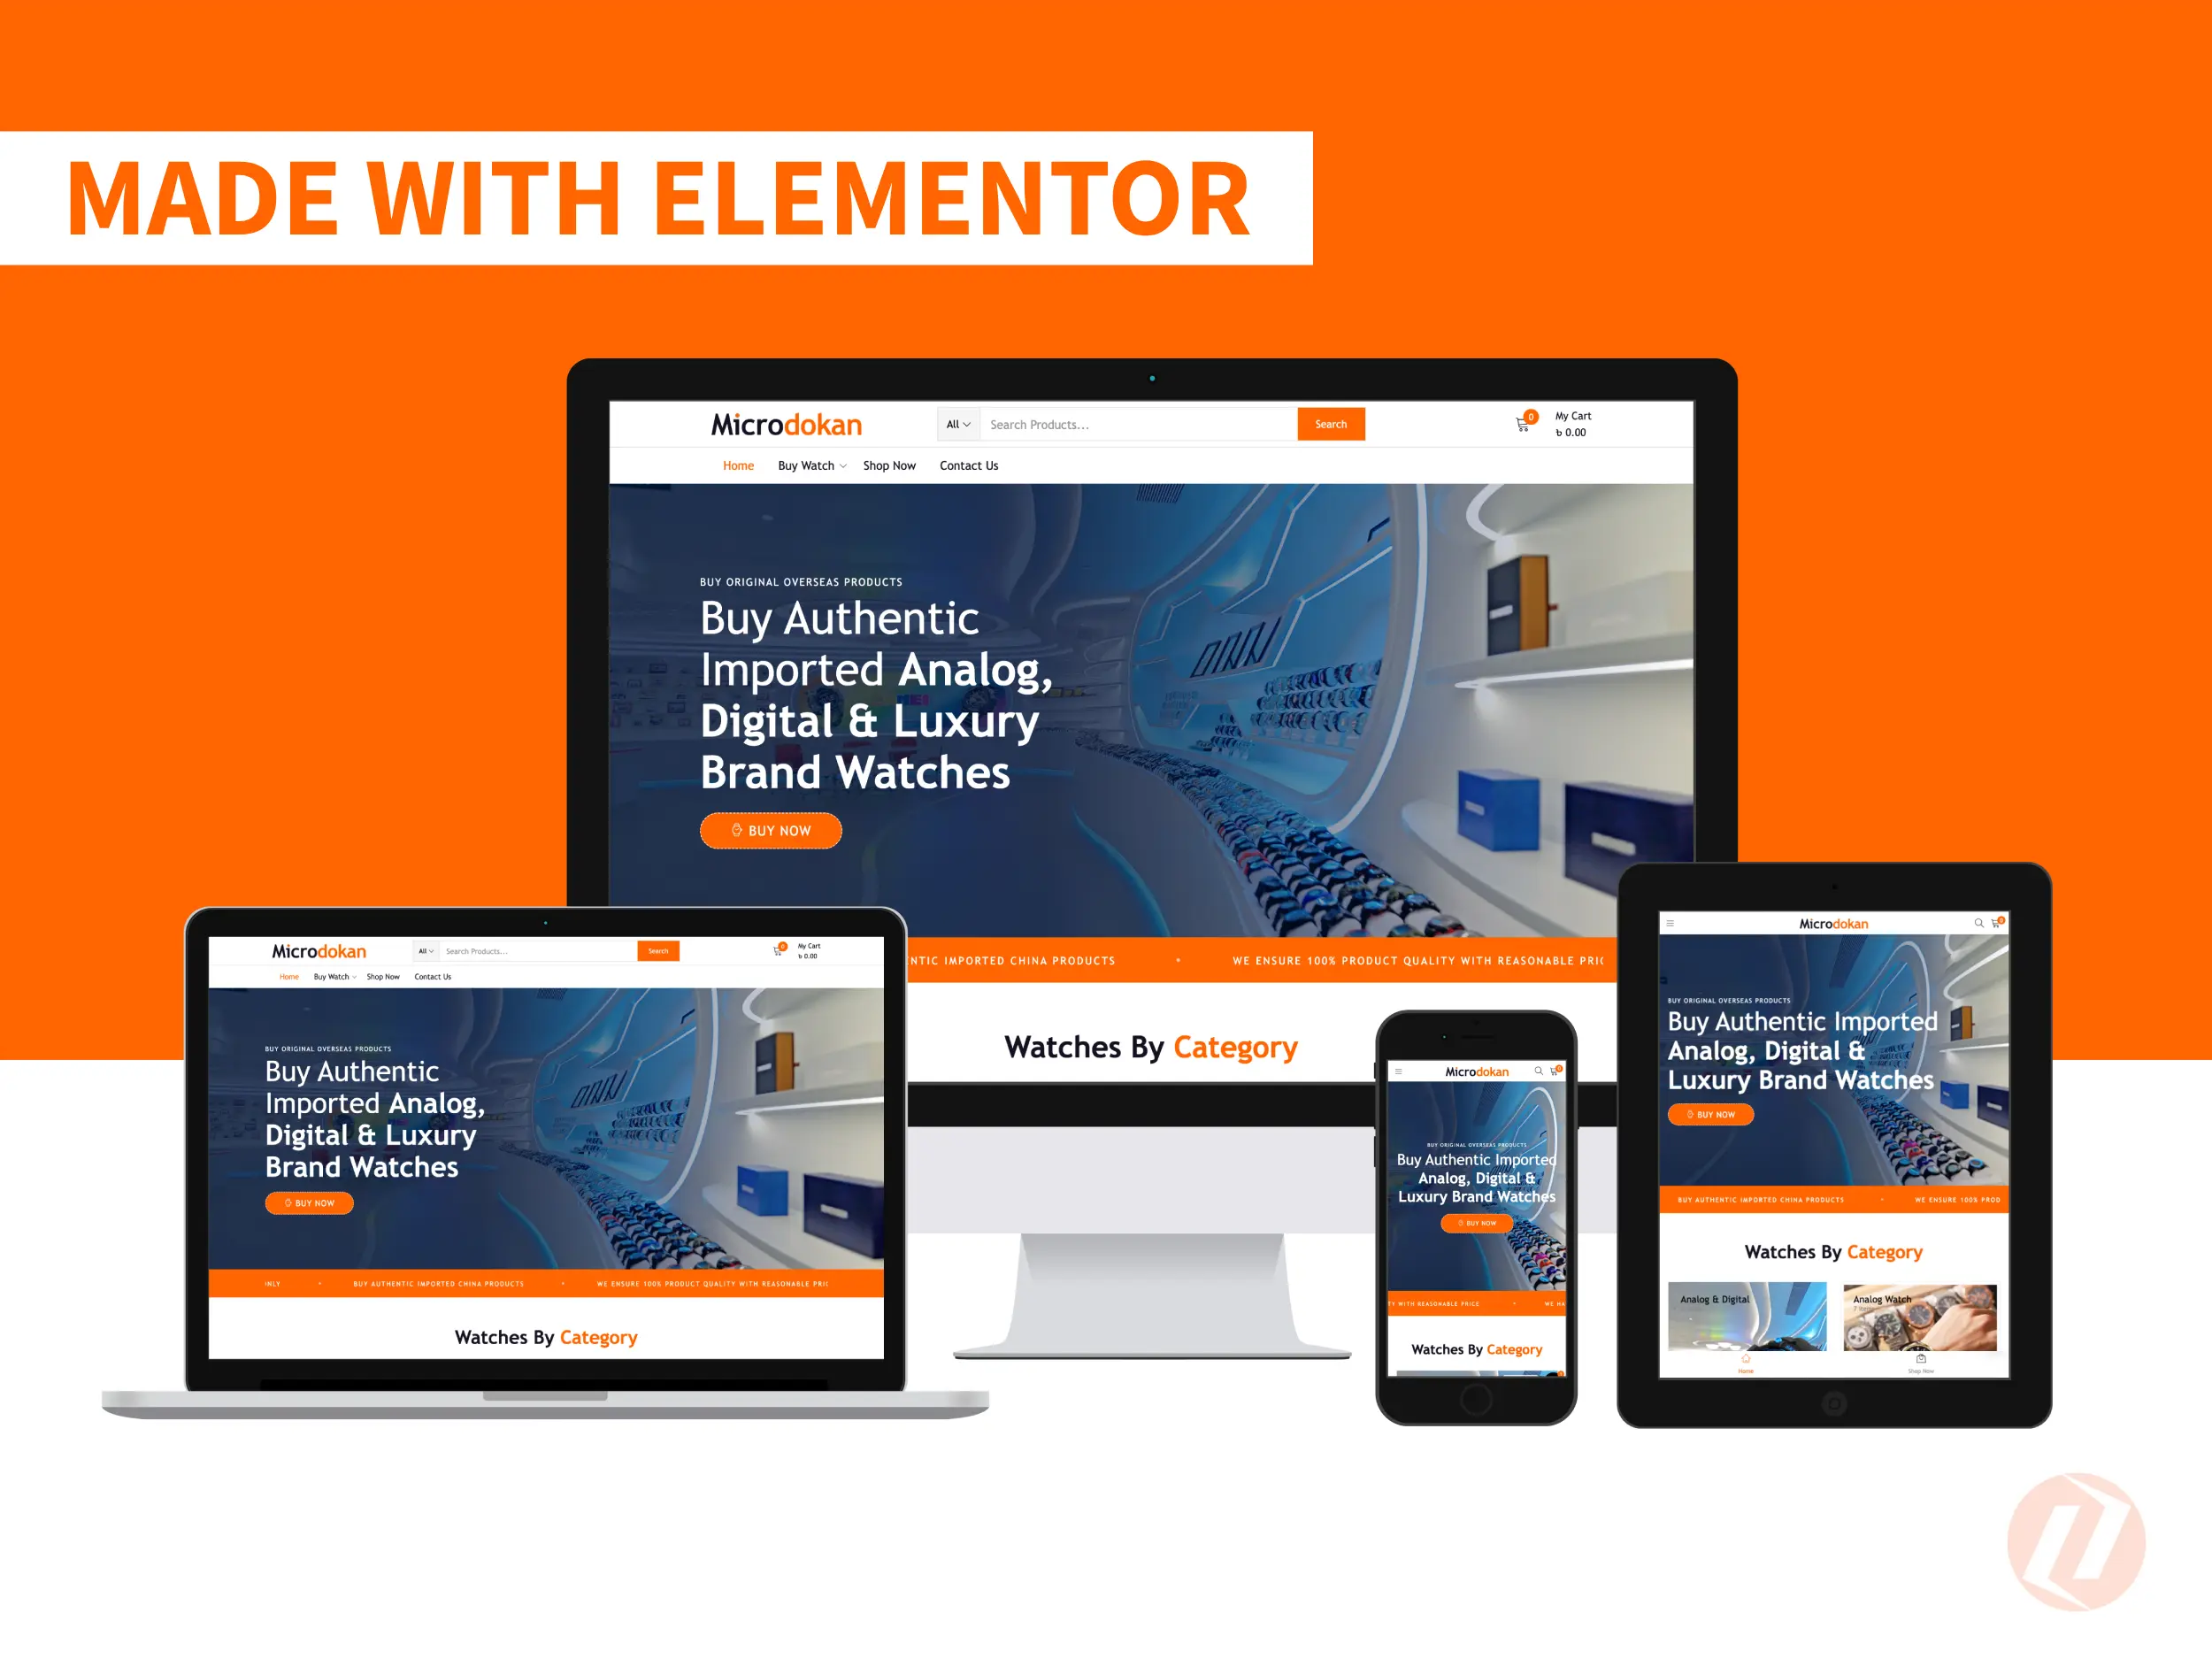 MADE WITH ELEMENTOR
Microdokan
All
Search Products...
Search
0
My Cart
৳ 0.00
Home
Buy Watch
Shop Now
Contact Us
BUY ORIGINAL OVERSEAS PRODUCTS
Buy Authentic
Imported Analog,
Digital & Luxury
Brand Watches
BUY NOW
NTIC IMPORTED CHINA PRODUCTS • WE ENSURE 100% PRODUCT QUALITY WITH REASONABLE PRIC
Watches By Category
Microdokan
All
Search Products...
Search
0
My Cart
৳ 0.00
Home
Buy Watch
Shop Now
Contact Us
BUY ORIGINAL OVERSEAS PRODUCTS
Buy Authentic
Imported Analog,
Digital & Luxury
Brand Watches
BUY NOW
NLY • BUY AUTHENTIC IMPORTED CHINA PRODUCTS • WE ENSURE 100% PRODUCT QUALITY WITH REASONABLE PRIC
Watches By Category
Microdokan
0
BUY ORIGINAL OVERSEAS PRODUCTS
Buy Authentic Imported
Analog, Digital &
Luxury Brand Watches
BUY NOW
TY WITH REASONABLE PRICE • WE HA
Watches By Category
Microdokan
0
BUY ORIGINAL OVERSEAS PRODUCTS
Buy Authentic Imported
Analog, Digital &
Luxury Brand Watches
BUY NOW
BUY AUTHENTIC IMPORTED CHINA PRODUCTS • WE ENSURE 100% PROD
Watches By Category
Analog & Digital
Analog Watch
Home
Shop Now